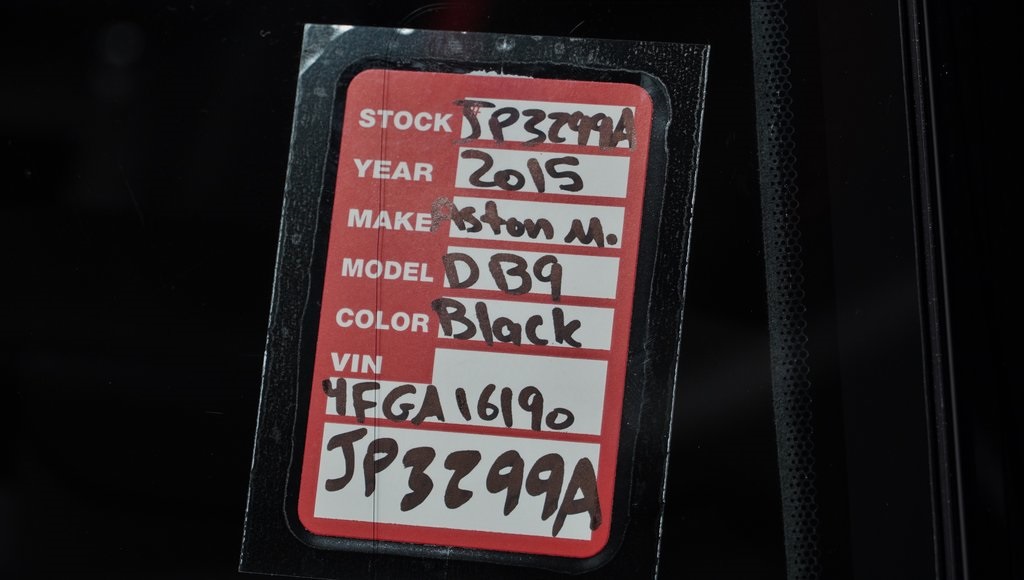 STOCK JP3299A
YEAR 2015
MAKE Aston M.
MODEL DB9
COLOR Black
VIN
4FGA16190
JP3299A